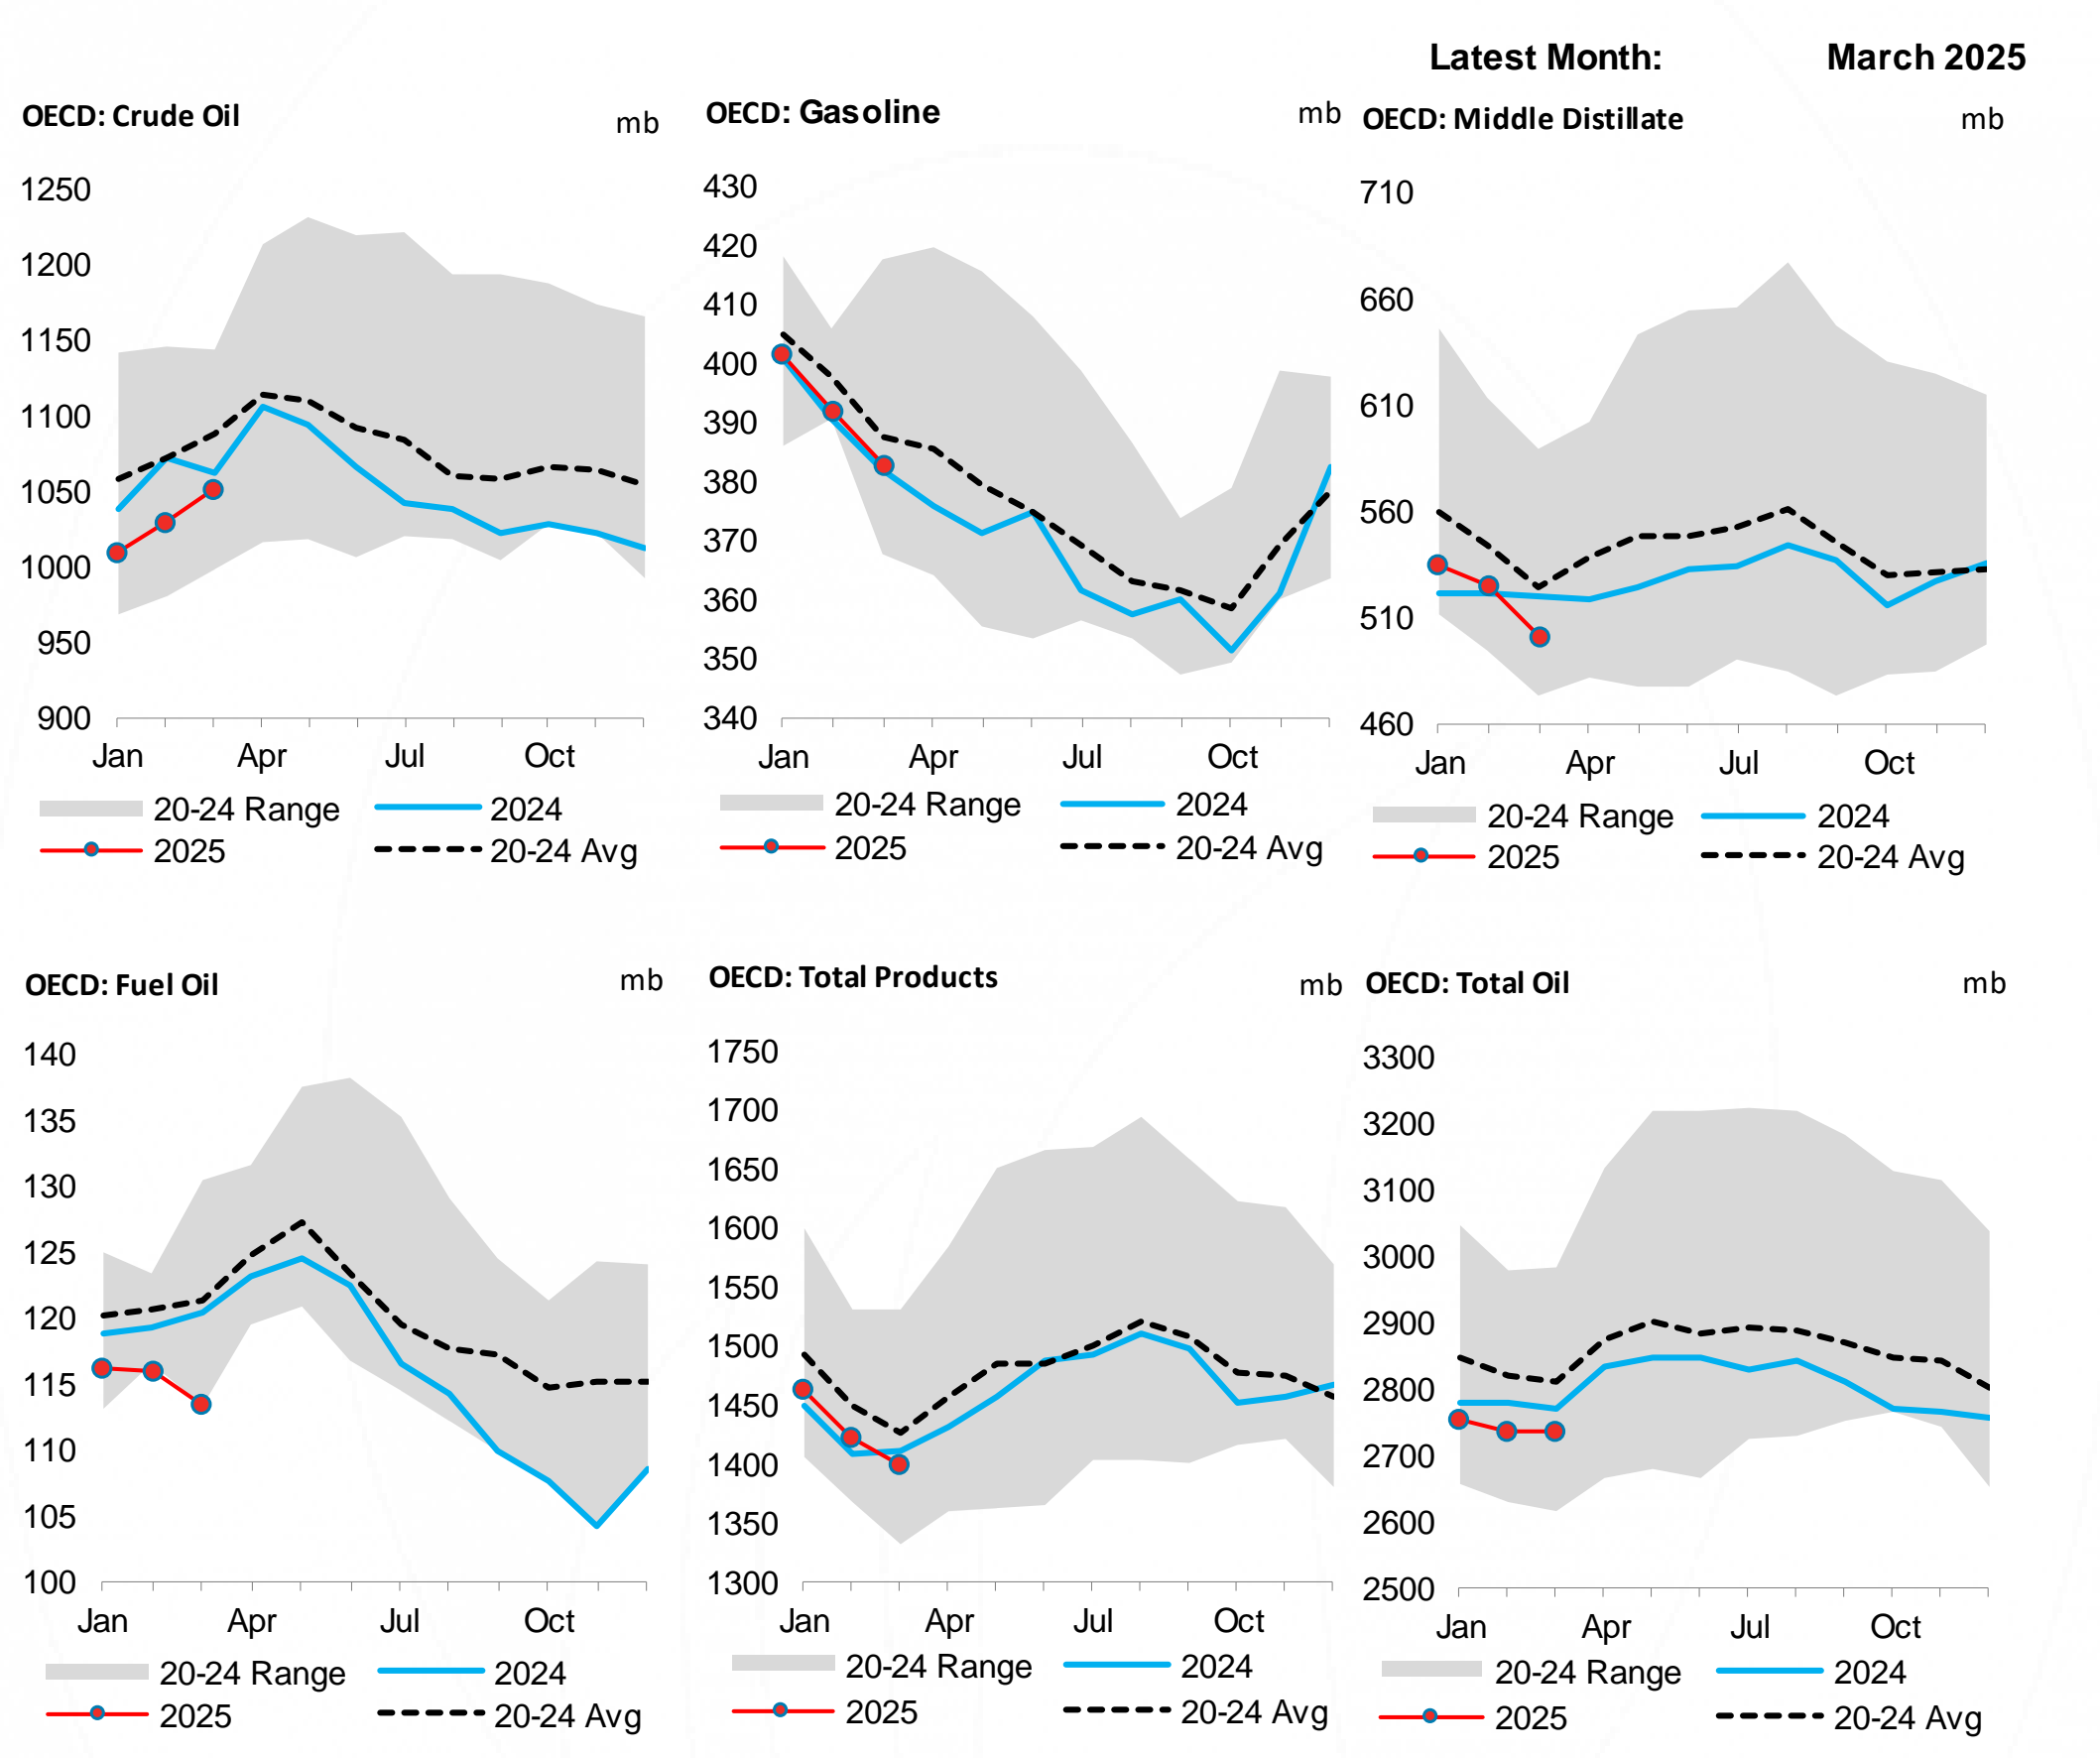 Latest Month: March 2025
OECD: Crude Oil mb
1250
1200
1150
1100
1050
1000
950
900
Jan Apr Jul Oct
20-24 Range 2024
2025 20-24 Avg
OECD: Gasoline mb
430
420
410
400
390
380
370
360
350
340
Jan Apr Jul Oct
20-24 Range 2024
2025 20-24 Avg
OECD: Middle Distillate mb
710
660
610
560
510
460
Jan Apr Jul Oct
20-24 Range 2024
2025 20-24 Avg
OECD: Fuel Oil mb
140
135
130
125
120
115
110
105
100
Jan Apr Jul Oct
20-24 Range 2024
2025 20-24 Avg
OECD: Total Products mb
1750
1700
1650
1600
1550
1500
1450
1400
1350
1300
Jan Apr Jul Oct
20-24 Range 2024
2025 20-24 Avg
OECD: Total Oil mb
3300
3200
3100
3000
2900
2800
2700
2600
2500
Jan Apr Jul Oct
20-24 Range 2024
2025 20-24 Avg